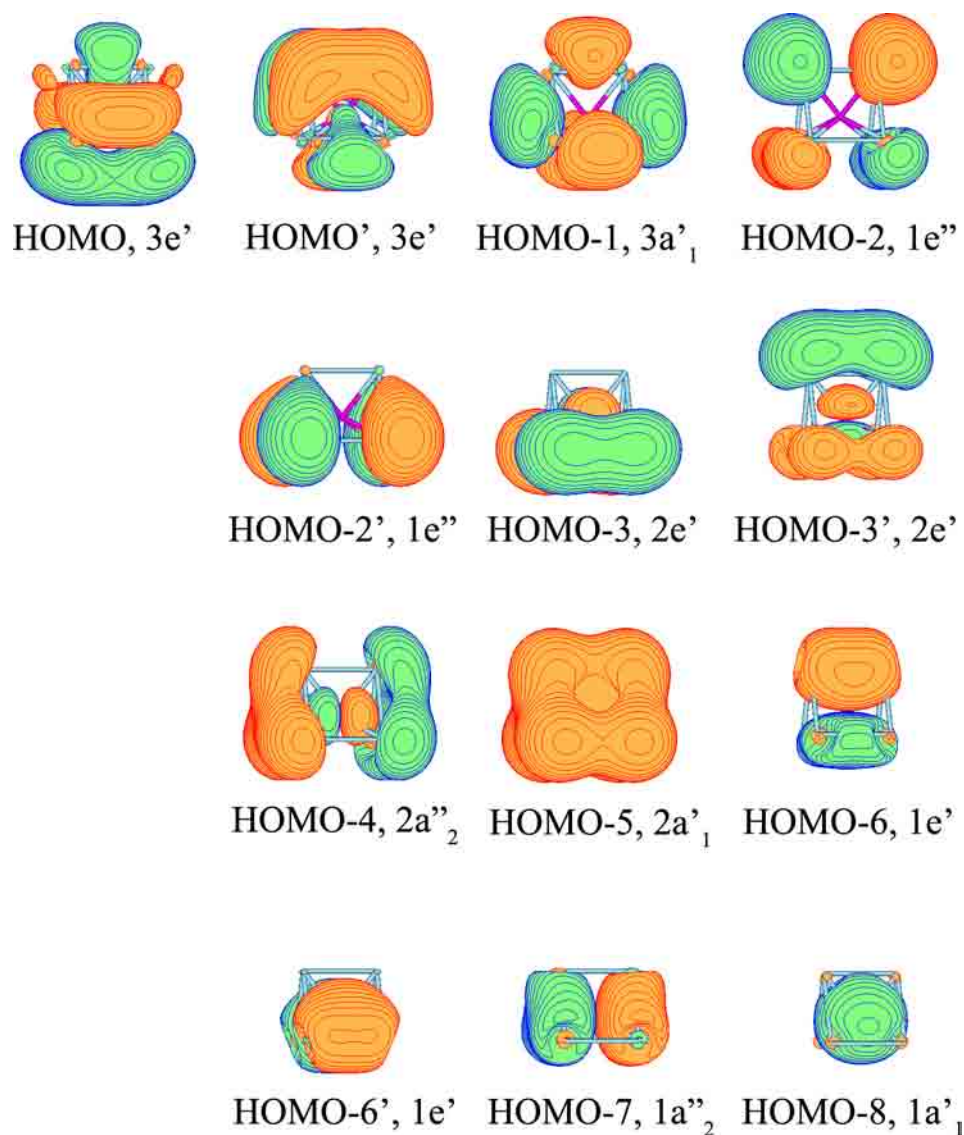 HOMO, 3e’ HOMO’, 3e’ HOMO-1, 3a’₁ HOMO-2, 1e”
HOMO-2’, 1e” HOMO-3, 2e’ HOMO-3’, 2e’
HOMO-4, 2a”₂ HOMO-5, 2a’₁ HOMO-6, 1e’
HOMO-6’, 1e’ HOMO-7, 1a”₂ HOMO-8, 1a’₁